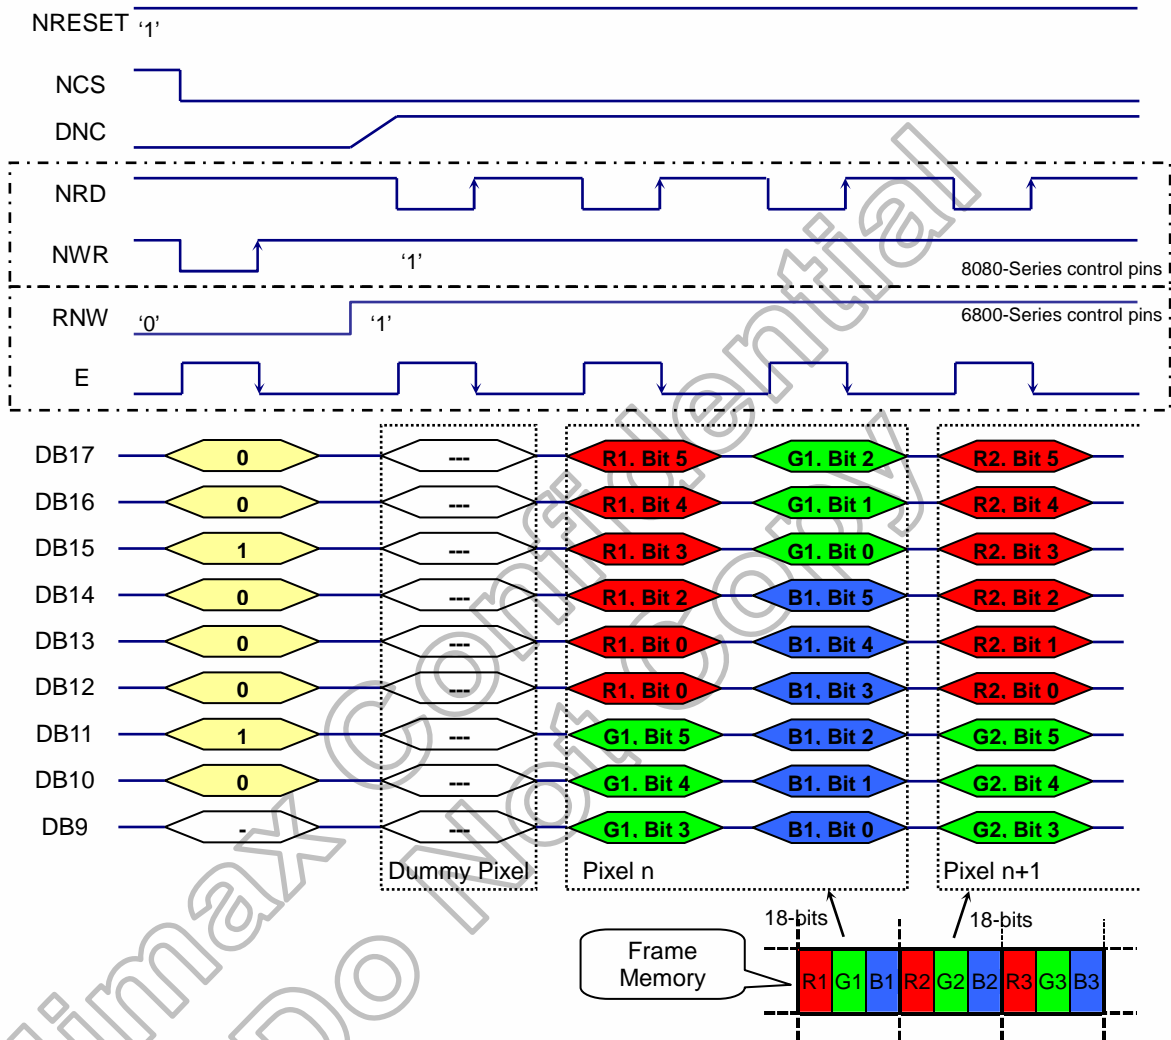 NRESET ‘1’
NCS
DNC
NRD
NWR ‘1’
8080-Series control pins
RNW ‘0’ ‘1’
6800-Series control pins
E
DB17 0 --- R1, Bit 5 G1, Bit 2 R2, Bit 5
DB16 0 --- R1, Bit 4 G1, Bit 1 R2, Bit 4
DB15 1 --- R1, Bit 3 G1, Bit 0 R2, Bit 3
DB14 0 --- R1, Bit 2 B1, Bit 5 R2, Bit 2
DB13 0 --- R1, Bit 0 B1, Bit 4 R2, Bit 1
DB12 0 --- R1, Bit 0 B1, Bit 3 R2, Bit 0
DB11 1 --- G1, Bit 5 B1, Bit 2 G2, Bit 5
DB10 0 --- G1, Bit 4 B1, Bit 1 G2, Bit 4
DB9 - --- G1, Bit 3 B1, Bit 0 G2, Bit 3
Dummy Pixel Pixel n Pixel n+1
18-bits 18-bits
Frame
Memory
R1 G1 B1 R2 G2 B2 R3 G3 B3
limax Confidential
Do Not Copy